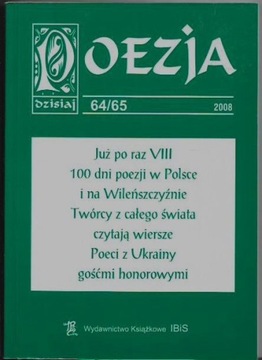 Poezja
dzisiaj
64/65 2008
Już po raz VIII
100 dni poezji w Polsce
i na Wileńszczyźnie
Twórcy z całego świata
czytają wiersze
Poeci z Ukrainy
gośćmi honorowymi
Wydawnictwo Książkowe IBiS